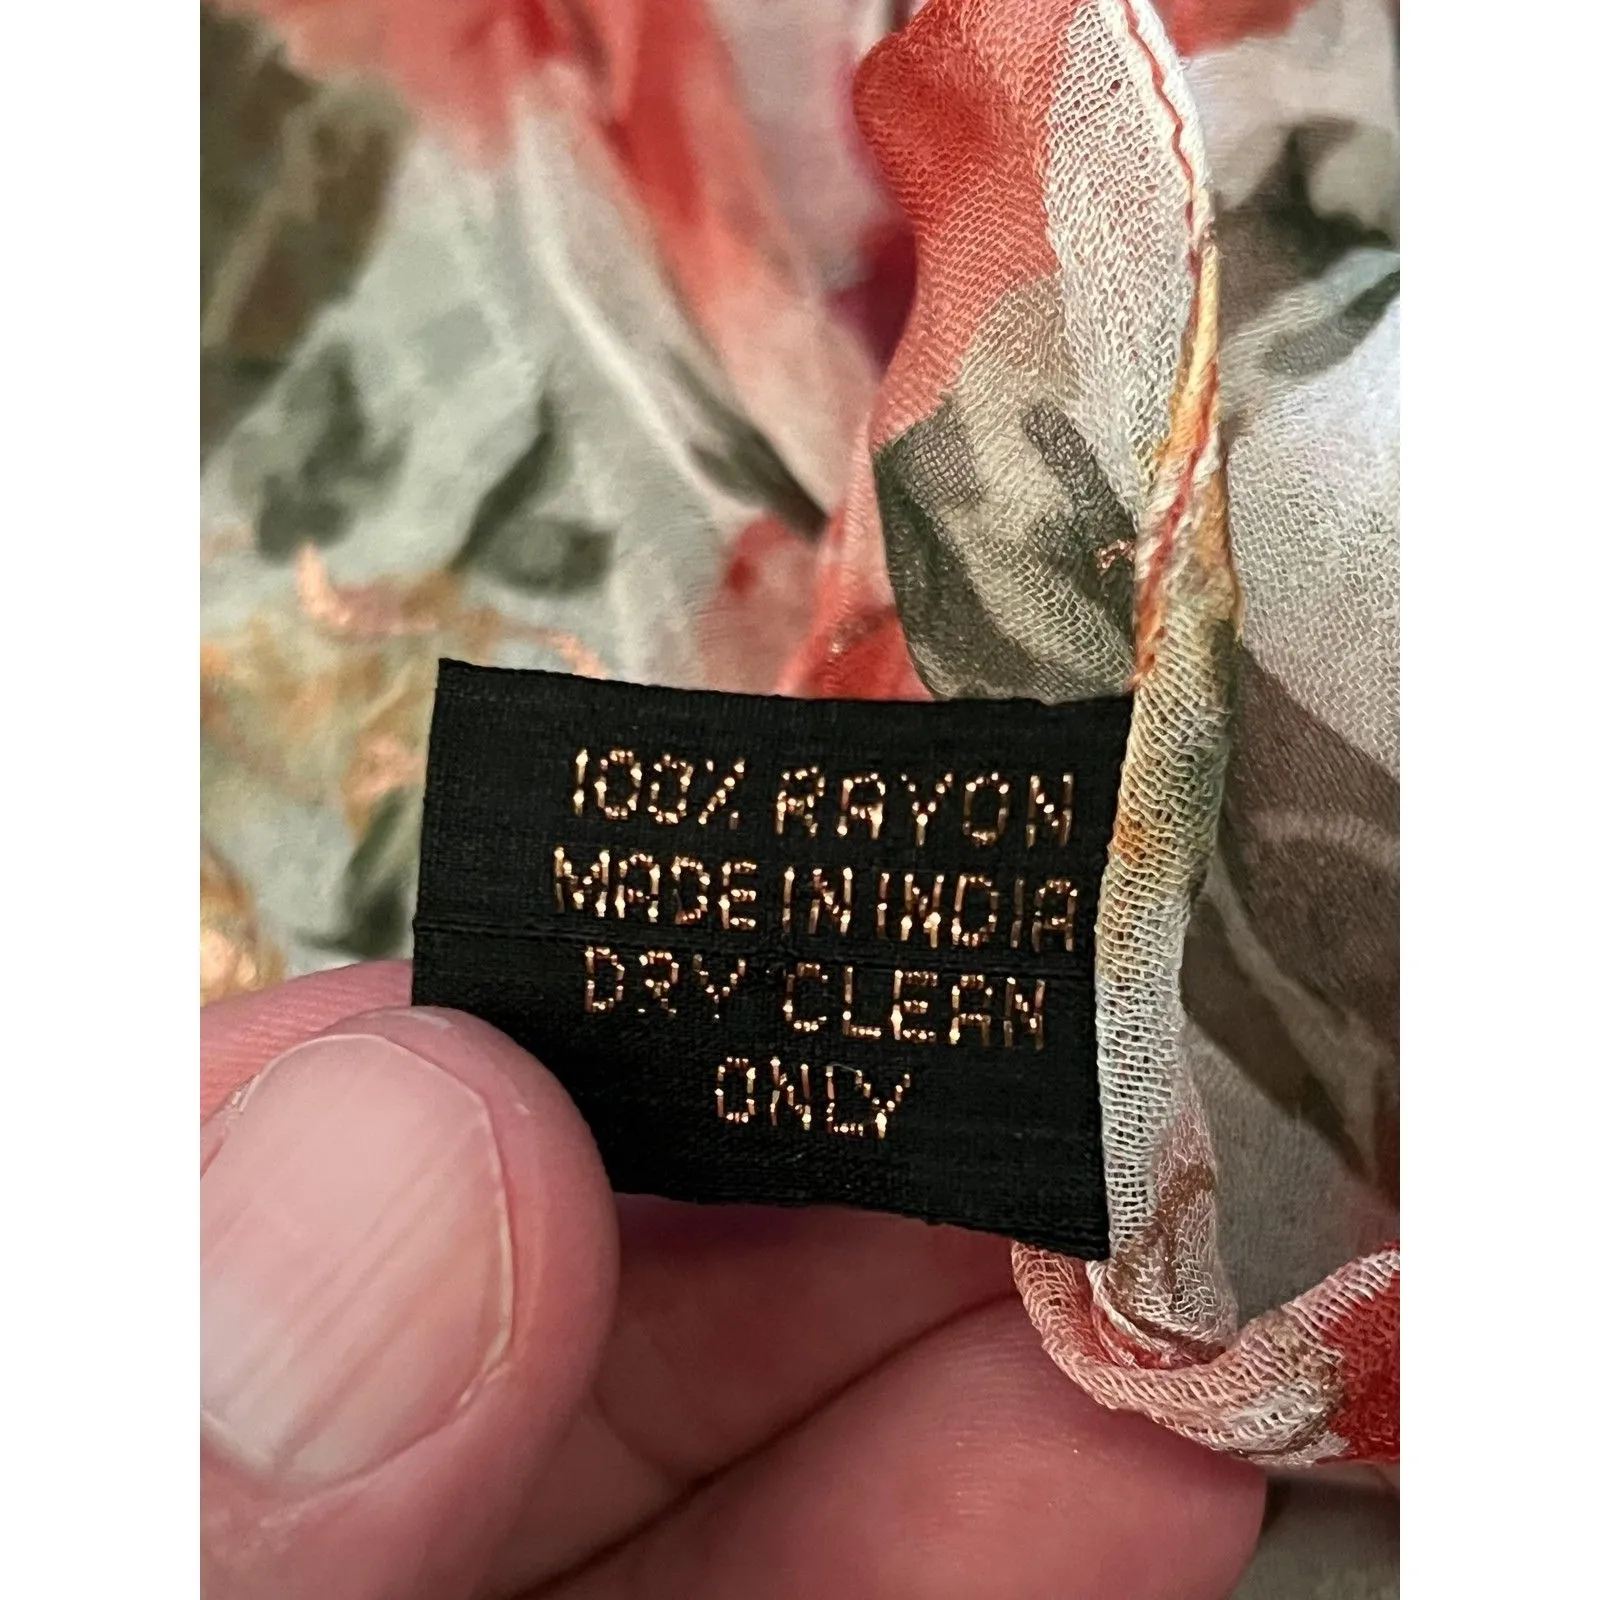 100% RAYON
MADE IN INDIA
DRY CLEAN
ONLY